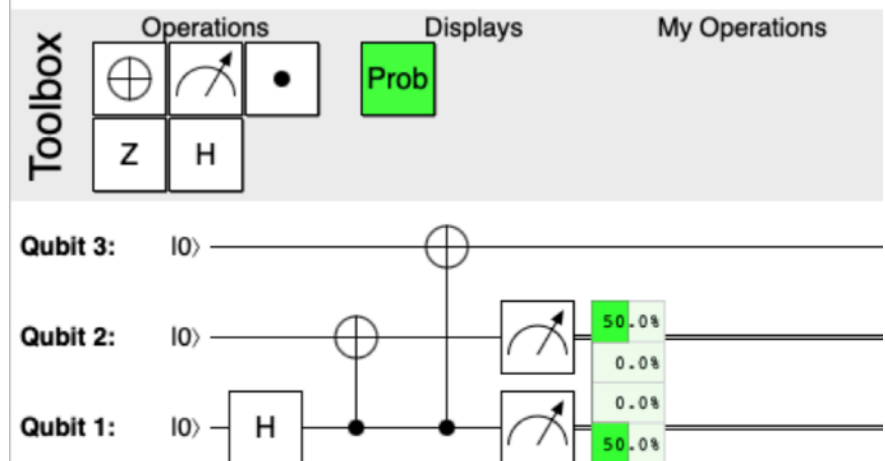 Toolbox
Operations
Displays
My Operations
Prob
Z
H
Qubit 3: |0⟩
Qubit 2: |0⟩
50.0%
0.0%
0.0%
Qubit 1: |0⟩
H
50.0%